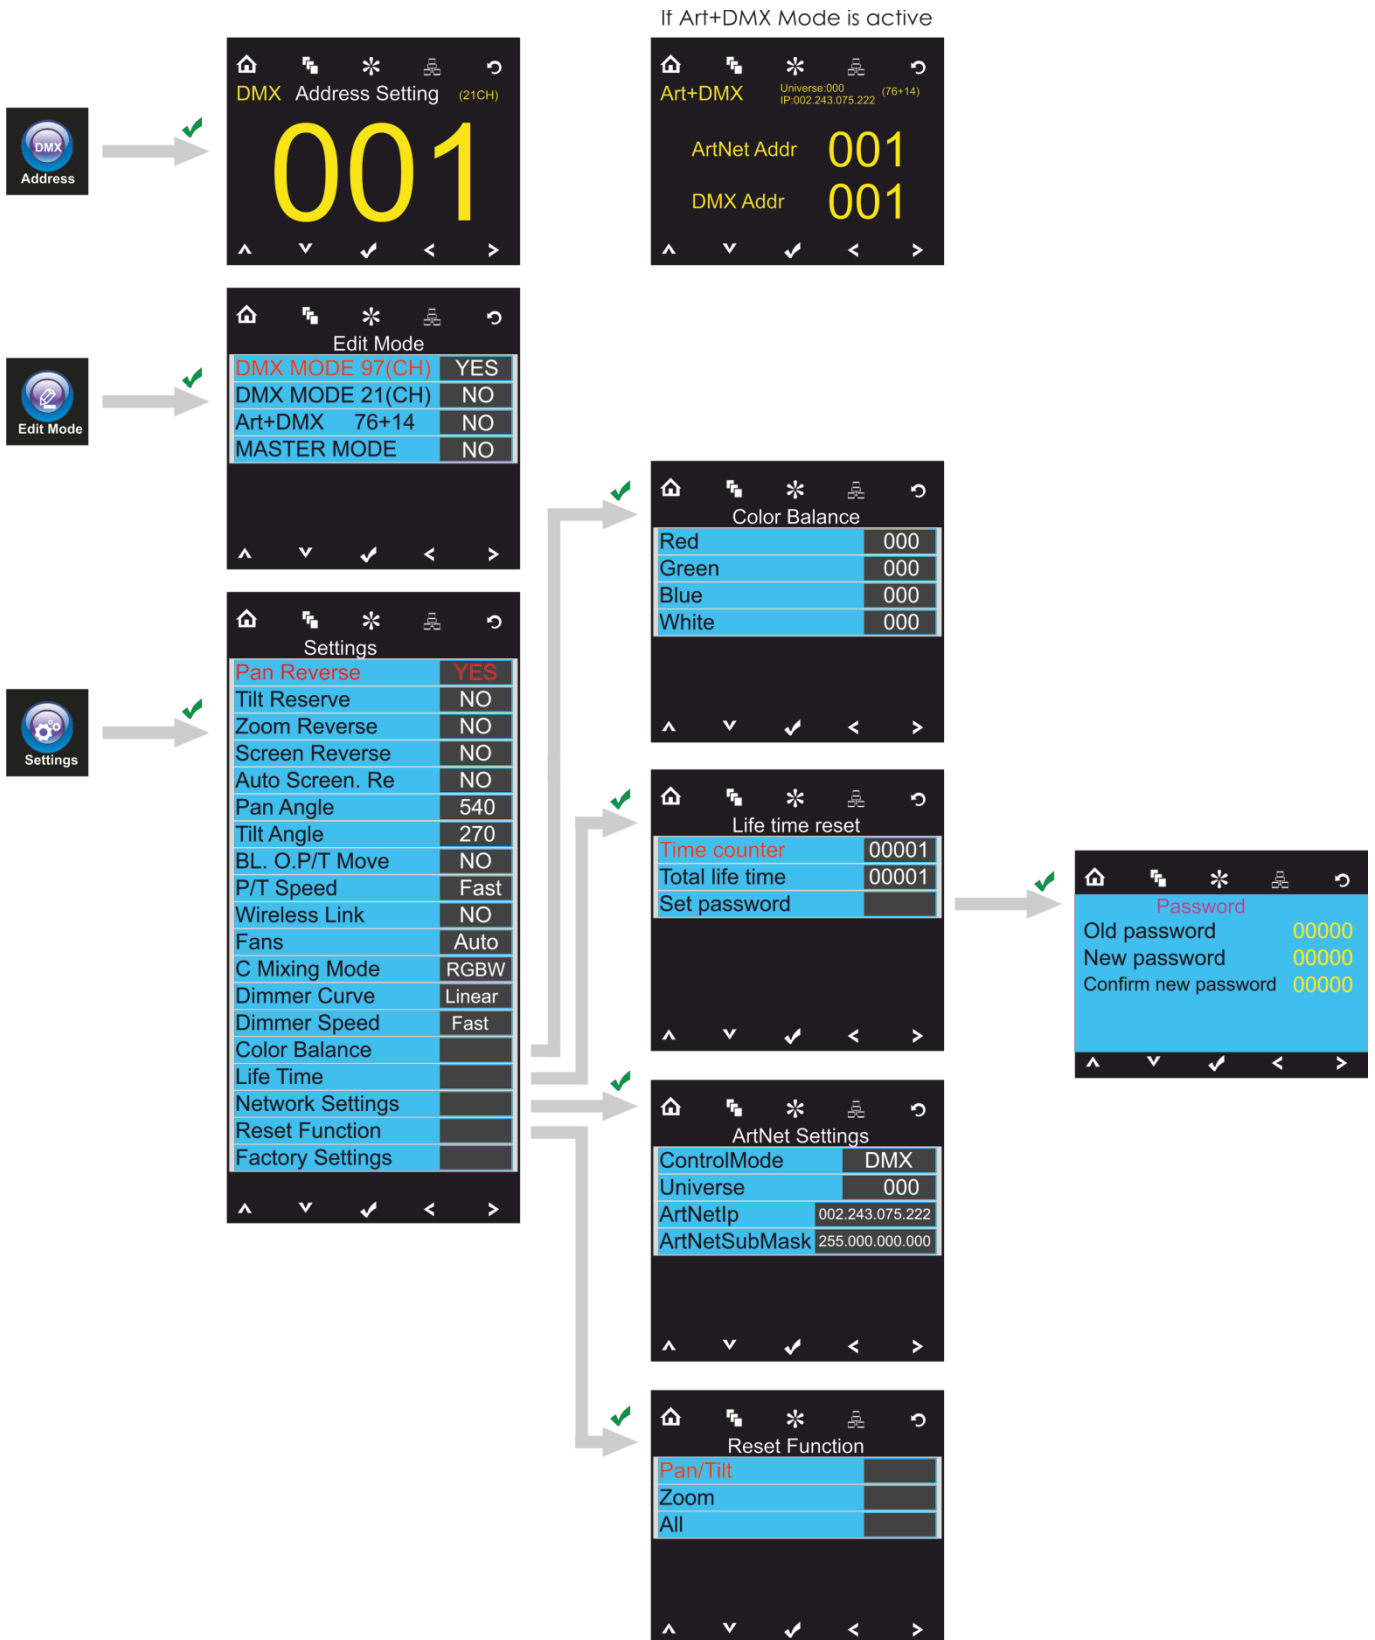 If Art+DMX Mode is active
DMX Address Setting (21CH)
001
Art+DMX Universe:000 (76+14)
IP:002.243.075.222
ArtNet Addr 001
DMX Addr 001
DMX
Address
Edit Mode
DMX MODE 97(CH) YES
DMX MODE 21(CH) NO
Art+DMX 76+14 NO
MASTER MODE NO
Edit Mode
Settings
Pan Reverse YES
Tilt Reserve NO
Zoom Reverse NO
Screen Reverse NO
Auto Screen. Re NO
Pan Angle 540
Tilt Angle 270
BL. O.P/T Move NO
P/T Speed Fast
Wireless Link NO
Fans Auto
C Mixing Mode RGBW
Dimmer Curve Linear
Dimmer Speed Fast
Color Balance
Life Time
Network Settings
Reset Function
Factory Settings
Settings
Color Balance
Red 000
Green 000
Blue 000
White 000
Life time reset
Time counter 00001
Total life time 00001
Set password
Password
Old password 00000
New password 00000
Confirm new password 00000
ArtNet Settings
ControlMode DMX
Universe 000
ArtNetIp 002.243.075.222
ArtNetSubMask 255.000.000.000
Reset Function
Pan/Tilt
Zoom
All